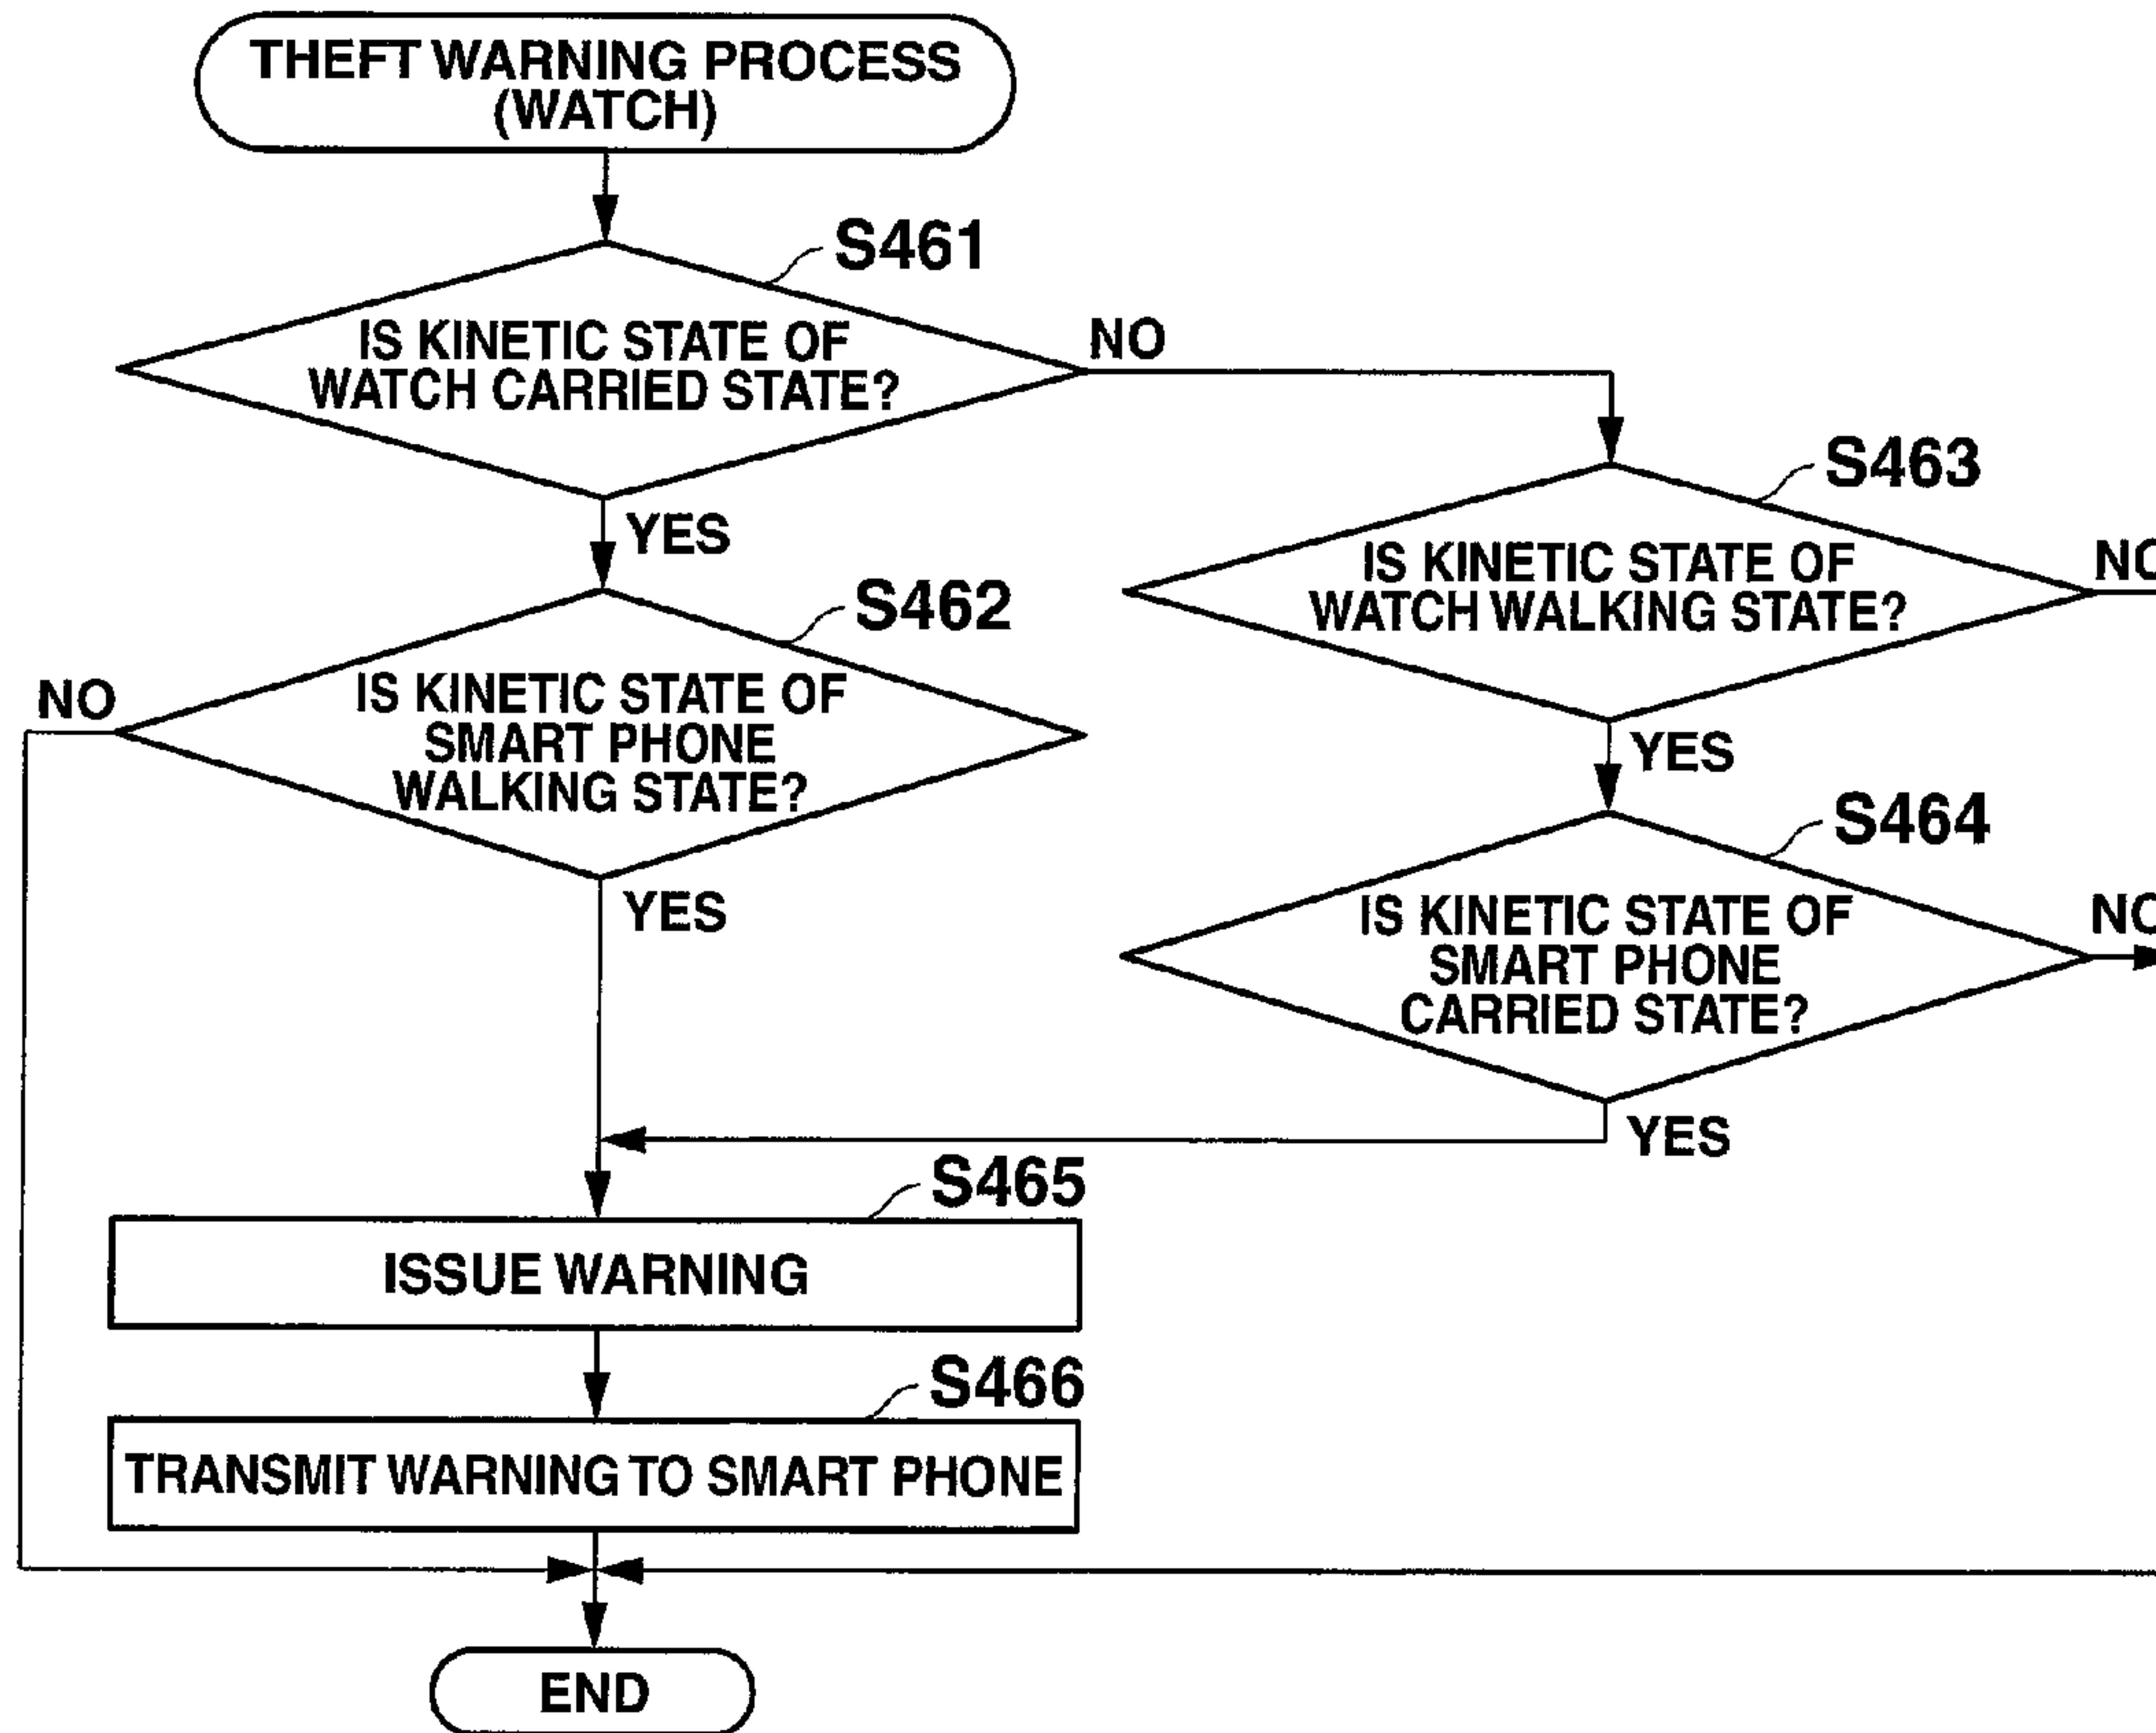 THEFT WARNING PROCESS
(WATCH)
S461
IS KINETIC STATE OF
WATCH CARRIED STATE?
NO
YES
S463
IS KINETIC STATE OF
WATCH WALKING STATE?
NO
YES
S462
IS KINETIC STATE OF
SMART PHONE
WALKING STATE?
NO
YES
S464
IS KINETIC STATE OF
SMART PHONE
CARRIED STATE?
NO
YES
S465
ISSUE WARNING
S466
TRANSMIT WARNING TO SMART PHONE
END